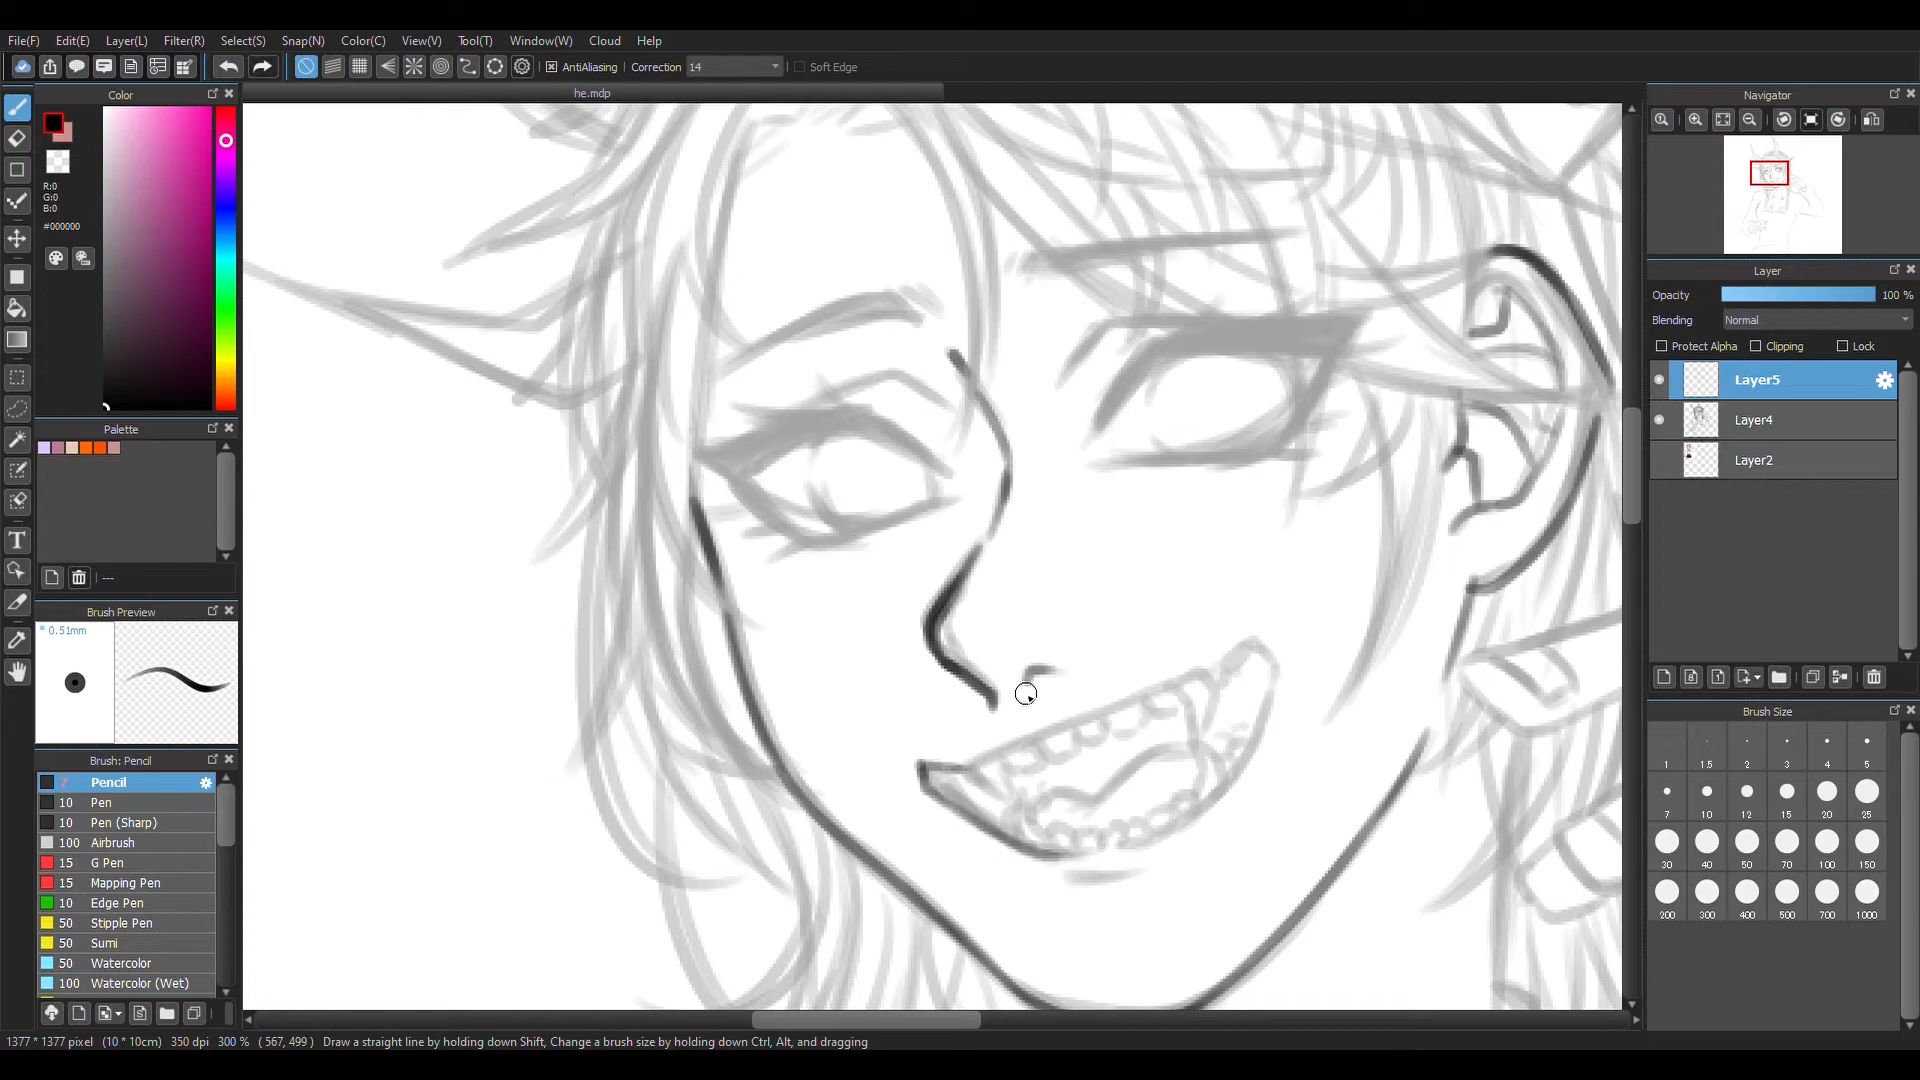 File(F) Edit(E) Layer(L) Filter(R) Select(S) Snap(N) Color(C) View(V) Tool(T) Window(W) Cloud Help
AntiAliasing Correction 14 Soft Edge
Color
R:0
G:0
B:0
#000000
Palette
---
Brush Preview
* 0.51mm
Brush: Pencil
7 Pencil
10 Pen
10 Pen (Sharp)
100 Airbrush
15 G Pen
15 Mapping Pen
10 Edge Pen
50 Stipple Pen
50 Sumi
50 Watercolor
100 Watercolor (Wet)
he.mdp
Navigator
Layer
Opacity 100 %
Blending Normal
Protect Alpha Clipping Lock
Layer5
Layer4
Layer2
Brush Size
1 1.5 2 3 4 5
7 10 12 15 20 25
30 40 50 70 100 150
200 300 400 500 700 1000
1377 * 1377 pixel (10 * 10cm) 350 dpi 300 % ( 567, 499 ) Draw a straight line by holding down Shift, Change a brush size by holding down Ctrl, Alt, and dragging